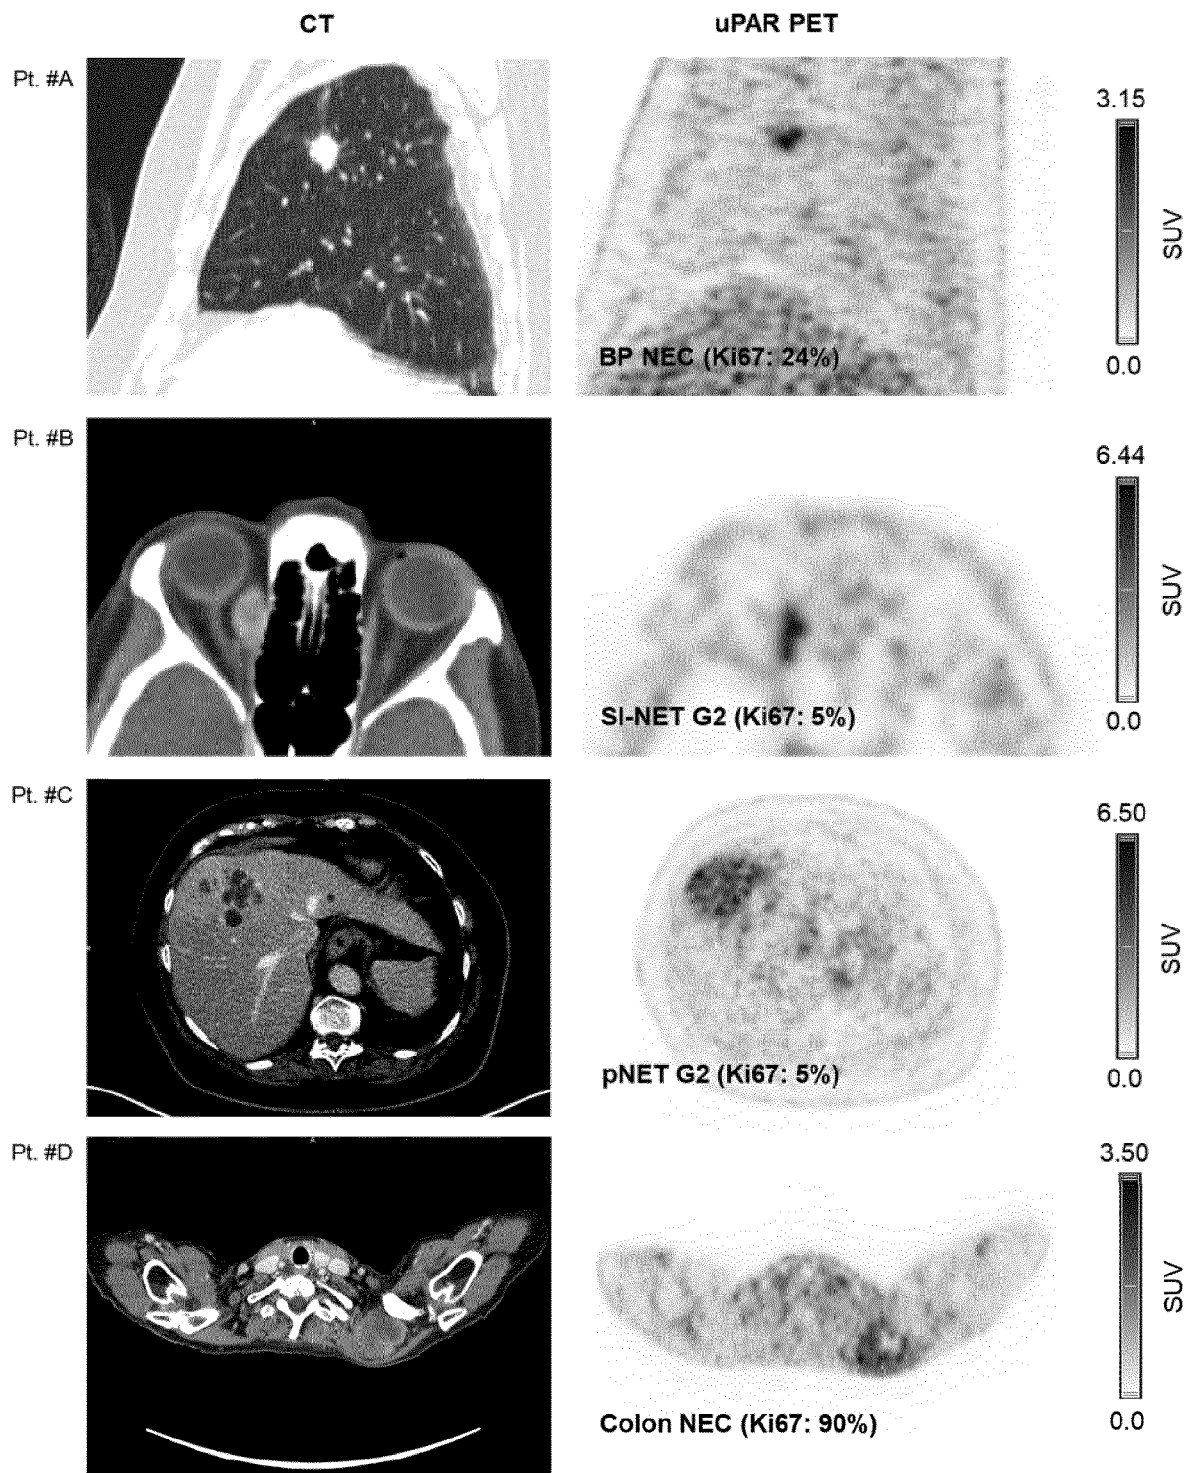 CT
uPAR PET
Pt. #A
3.15
SUV
0.0
BP NEC (Ki67: 24%)
Pt. #B
6.44
SUV
0.0
SI-NET G2 (Ki67: 5%)
Pt. #C
6.50
SUV
0.0
pNET G2 (Ki67: 5%)
Pt. #D
3.50
SUV
0.0
Colon NEC (Ki67: 90%)